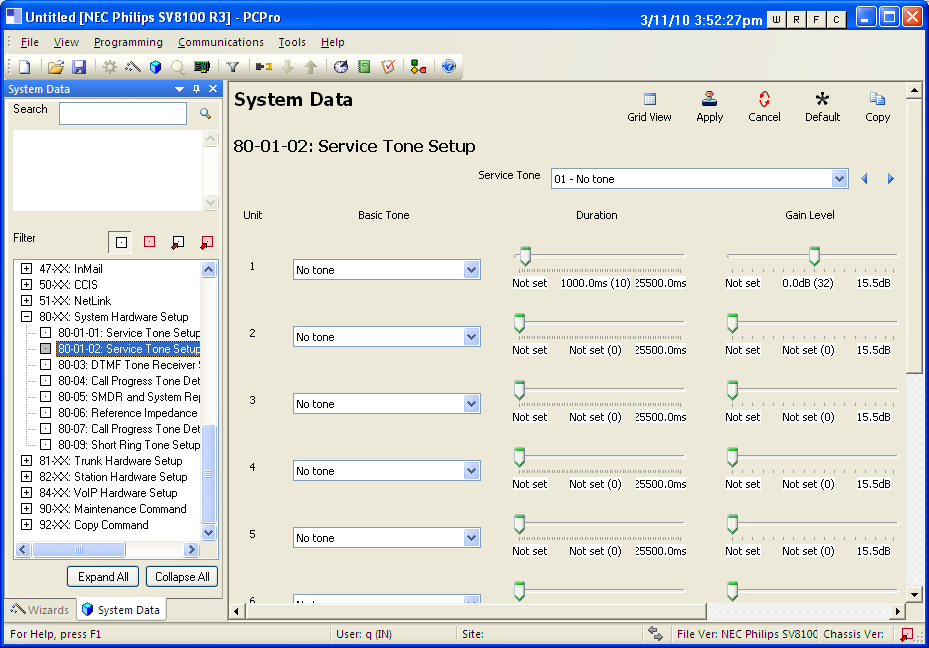 Untitled [NEC Philips SV8100 R3] - PCPro
3/11/10 3:52:27pm W R F C
File View Programming Communications Tools Help
System Data
Search
Filter
47-XX: InMail
50-XX: CCIS
51-XX: NetLink
80-XX: System Hardware Setup
80-01-01: Service Tone Setup
80-01-02: Service Tone Setup
80-03: DTMF Tone Receiver
80-04: Call Progress Tone Det
80-05: SMDR and System Rep
80-06: Reference Impedance
80-07: Call Progress Tone Det
80-09: Short Ring Tone Setup
81-XX: Trunk Hardware Setup
82-XX: Station Hardware Setup
84-XX: VoIP Hardware Setup
90-XX: Maintenance Command
92-XX: Copy Command
Expand All Collapse All
Wizards System Data
System Data
Grid View Apply Cancel Default Copy
80-01-02: Service Tone Setup
Service Tone 01 - No tone
Unit Basic Tone Duration Gain Level
1 No tone
Not set 1000.0ms (10) 25500.0ms Not set 0.0dB (32) 15.5dB
2 No tone
Not set Not set (0) 25500.0ms Not set Not set (0) 15.5dB
3 No tone
Not set Not set (0) 25500.0ms Not set Not set (0) 15.5dB
4 No tone
Not set Not set (0) 25500.0ms Not set Not set (0) 15.5dB
5 No tone
Not set Not set (0) 25500.0ms Not set Not set (0) 15.5dB
6
For Help, press F1 User: q (IN) Site: File Ver: NEC Philips SV8100 Chassis Ver: